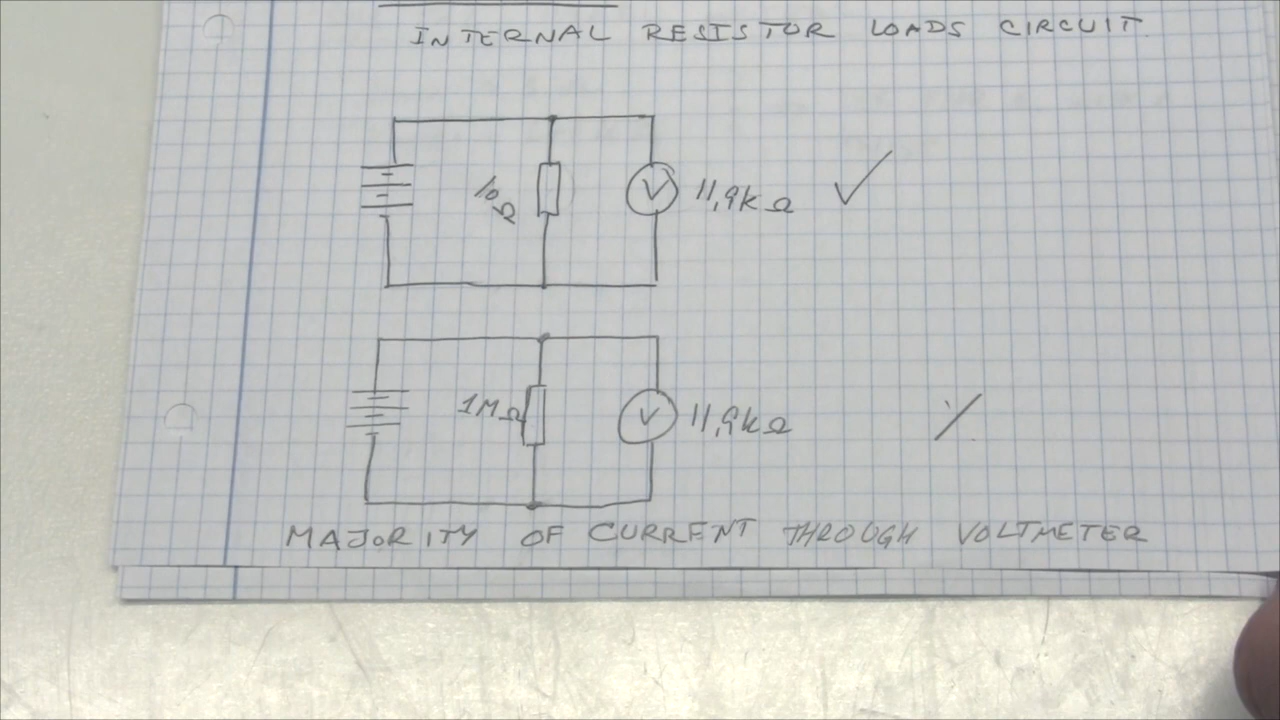 INTERNAL RESISTOR LOADS CIRCUIT.
10Ω
V
11,9kΩ
1MΩ
V
11,9kΩ
MAJORITY OF CURRENT THROUGH VOLTMETER